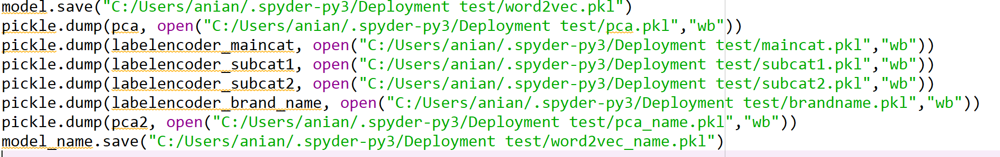 model.save("C:/Users/anian/.spyder-py3/Deployment test/word2vec.pkl")
pickle.dump(pca, open("C:/Users/anian/.spyder-py3/Deployment test/pca.pkl","wb"))
pickle.dump(labelencoder_maincat, open("C:/Users/anian/.spyder-py3/Deployment test/maincat.pkl","wb"))
pickle.dump(labelencoder_subcat1, open("C:/Users/anian/.spyder-py3/Deployment test/subcat1.pkl","wb"))
pickle.dump(labelencoder_subcat2, open("C:/Users/anian/.spyder-py3/Deployment test/subcat2.pkl","wb"))
pickle.dump(labelencoder_brand_name, open("C:/Users/anian/.spyder-py3/Deployment test/brandname.pkl","wb"))
pickle.dump(pca2, open("C:/Users/anian/.spyder-py3/Deployment test/pca_name.pkl","wb"))
model_name.save("C:/Users/anian/.spyder-py3/Deployment test/word2vec_name.pkl")